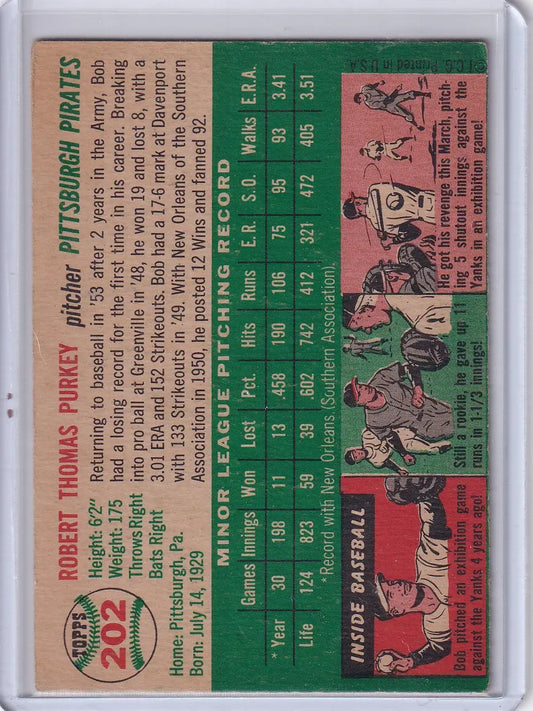 TOPPS
202
ROBERT THOMAS PURKEY pitcher PITTSBURGH PIRATES
Height: 6'2"
Weight: 175
Throws Right
Bats Right
Home: Pittsburgh, Pa.
Born: July 14, 1929
Returning to baseball in '53 after 2 years in the Army, Bob
had a losing record for the first time in his career. Breaking
into pro ball at Greenville in '48, he won 19 and lost 8, with a
3.01 ERA and 152 Strikeouts. Bob had a 17-6 mark at Davenport
with 133 Strikeouts in '49. With New Orleans of the Southern
Association in 1950, he posted 12 Wins and fanned 92.
MINOR LEAGUE PITCHING RECORD
Games Innings Won Lost Pct. Hits Runs E.R. S.O. Walks E.R.A.
* Year 30 198 11 13 .458 190 106 75 95 93 3.41
Life 124 823 59 39 .602 742 412 321 472 405 3.51
*Record with New Orleans. (Southern Association).
©T.C.G. Printed in U.S.A.
INSIDE BASEBALL
Bob pitched an exhibition game
against the Yanks 4 years ago!
Still a rookie, he gave up 11
runs in 1-1/3 innings!
He got his revenge this March, pitch-
ing 5 shutout innings against the
Yanks in an exhibition game!